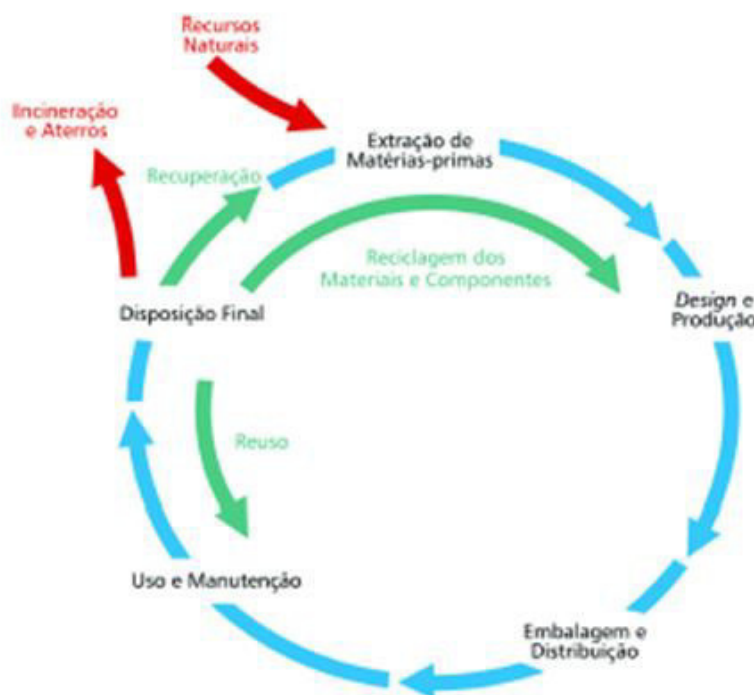 Recursos
Naturais
Incineração
e Aterros
Extração de
Matérias-primas
Recuperação
Reciclagem dos
Materiais e Componentes
Design e
Produção
Disposição Final
Reuso
Uso e Manutenção
Embalagem e
Distribuição